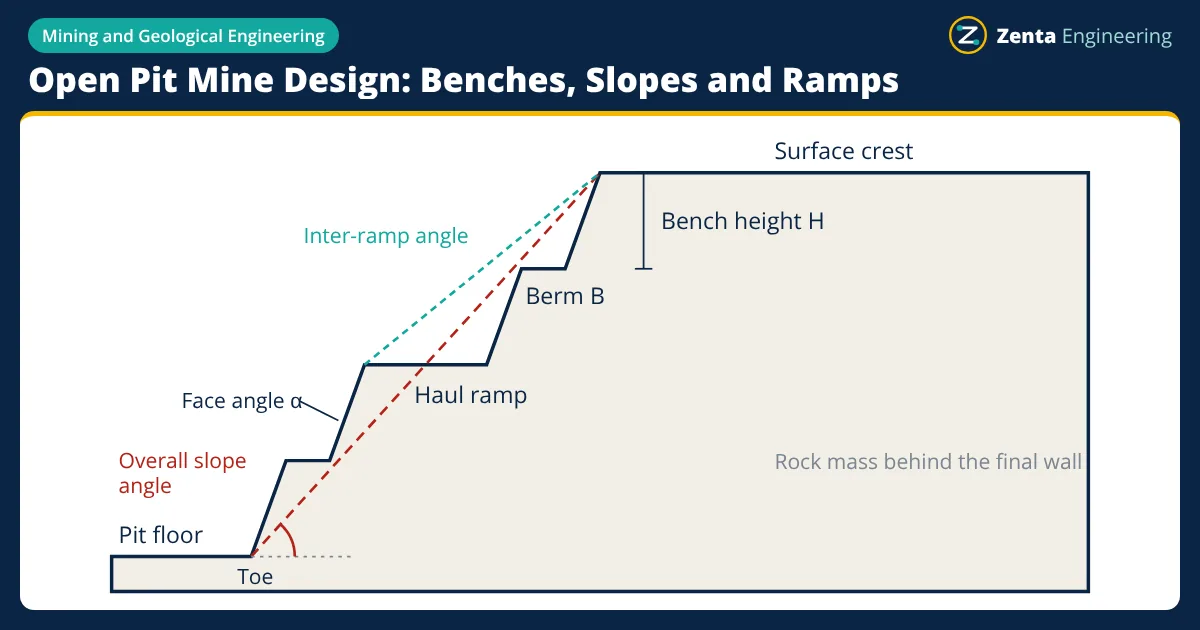 Mining and Geological Engineering
Zenta Engineering
Open Pit Mine Design: Benches, Slopes and Ramps
Surface crest
Inter-ramp angle
Bench height H
Berm B
Face angle α
Haul ramp
Overall slope
angle
Rock mass behind the final wall
Pit floor
Toe